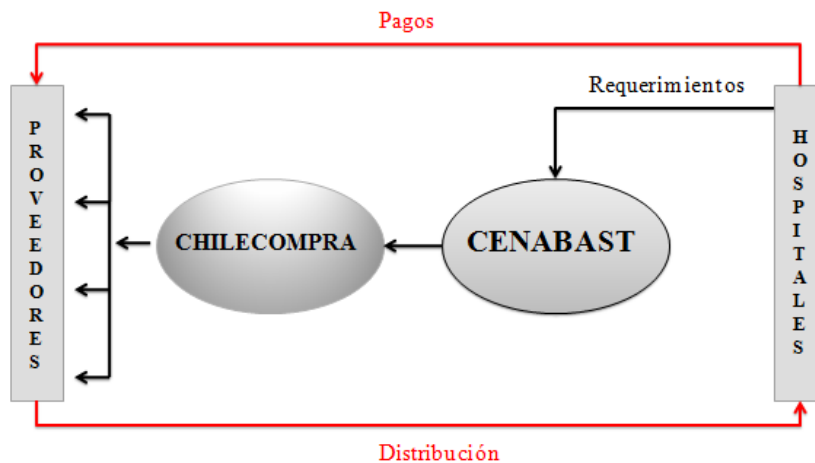 Pagos
Requerimientos
PROVEEDORES
CHILECOMPRA
CENABAST
HOSPITALES
Distribución